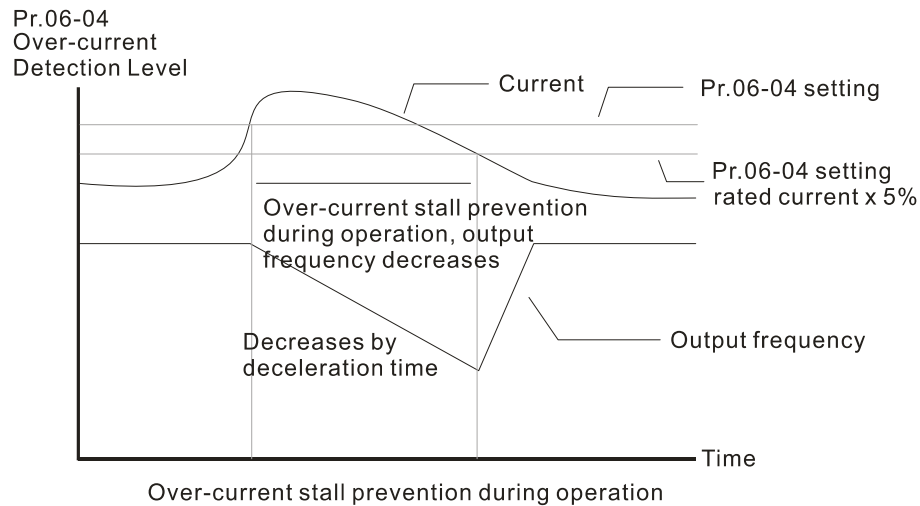 Pr.06-04
Over-current
Detection Level
Current
Pr.06-04 setting
Pr.06-04 setting
rated current x 5%
Over-current stall prevention
during operation, output
frequency decreases
Decreases by
deceleration time
Output frequency
Time
Over-current stall prevention during operation